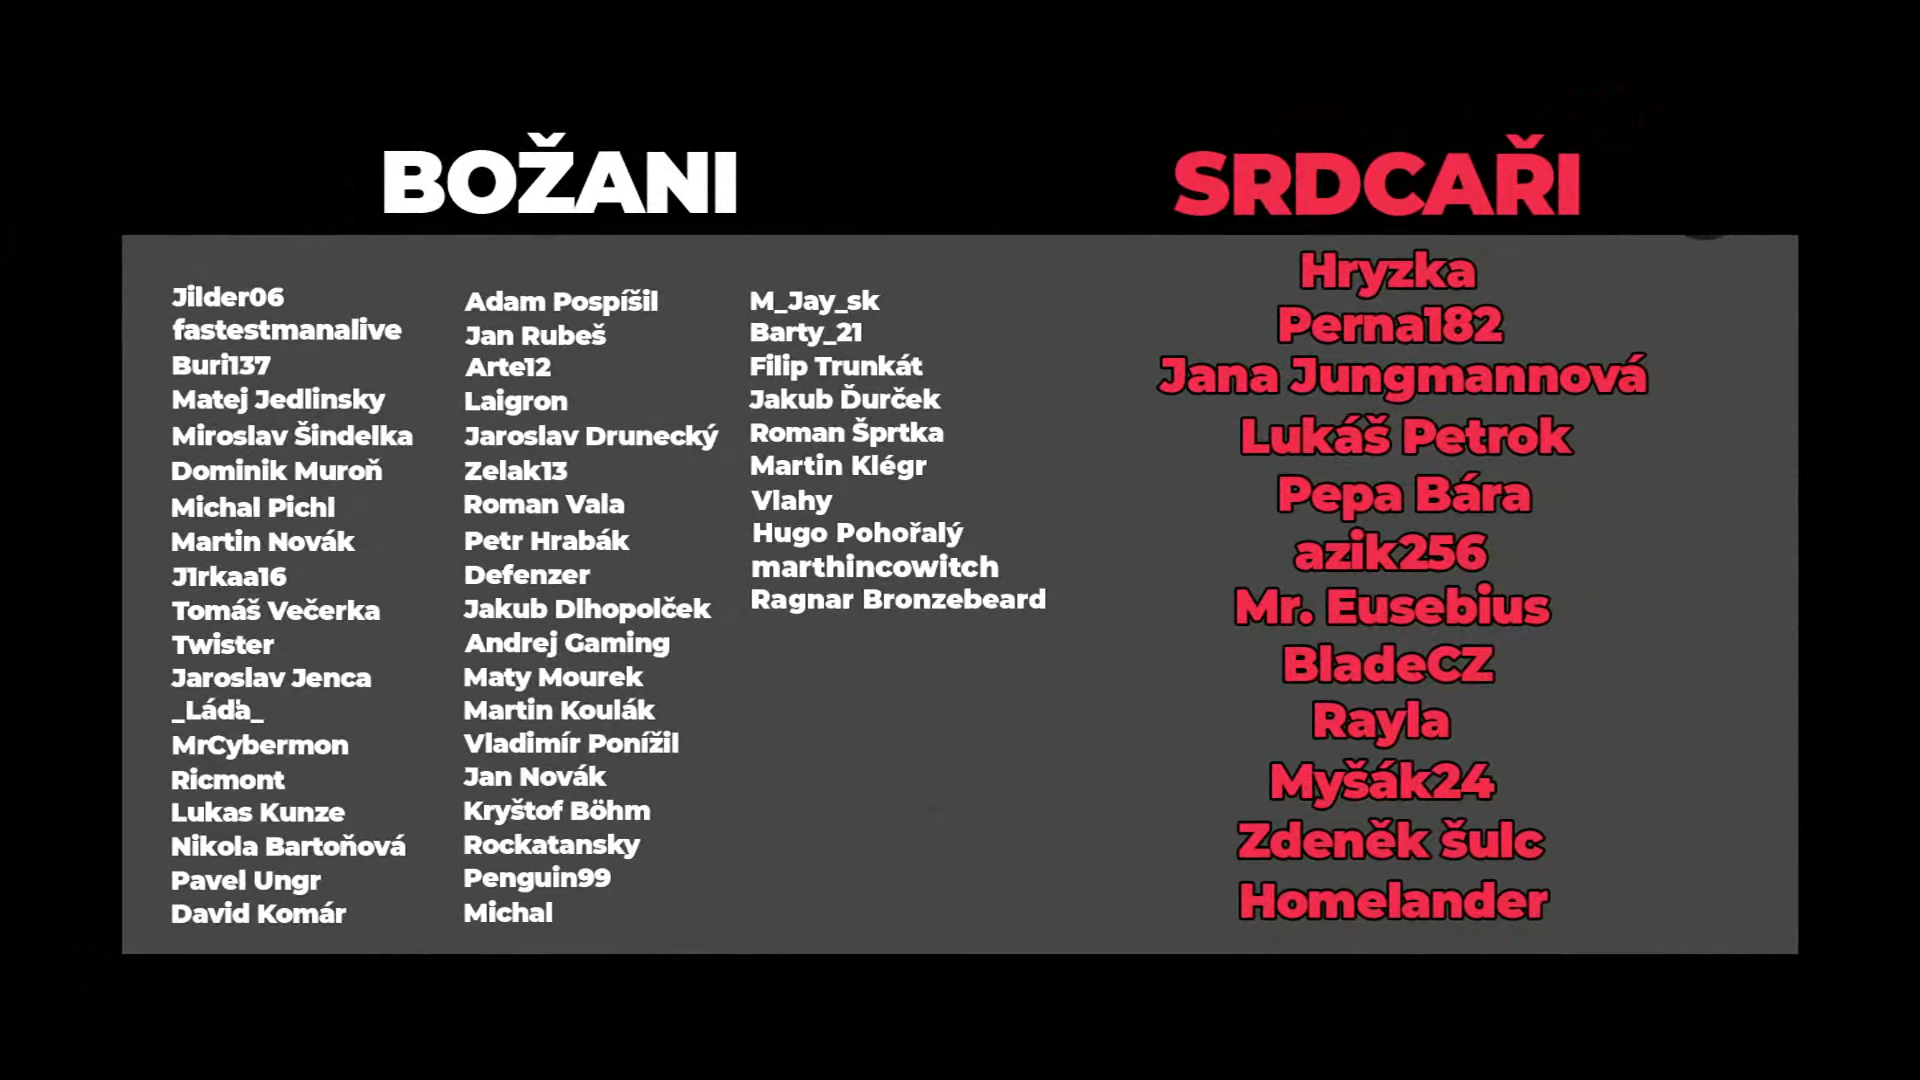 BOŽANI
Jilder06
fastestmanalive
Buri137
Matej Jedlinsky
Miroslav Šindelka
Dominik Muroň
Michal Pichl
Martin Novák
J1rkaa16
Tomáš Večerka
Twister
Jaroslav Jenca
_Láďa_
MrCybermon
Ricmont
Lukas Kunze
Nikola Bartoňová
Pavel Ungr
David Komár
Adam Pospíšil
Jan Rubeš
Arte12
Laigron
Jaroslav Drunecký
Zelak13
Roman Vala
Petr Hrabák
Defenzer
Jakub Dlhopolček
Andrej Gaming
Maty Mourek
Martin Koulák
Vladimír Ponížil
Jan Novák
Kryštof Böhm
Rockatansky
Penguin99
Michal
M_Jay_sk
Barty_21
Filip Trunkát
Jakub Ďurček
Roman Šprtka
Martin Klégr
Vlahy
Hugo Pohořalý
marthincowitch
Ragnar Bronzebeard
SRDCAŘI
Hryzka
Perna182
Jana Jungmannová
Lukáš Petrok
Pepa Bára
azik256
Mr. Eusebius
BladeCZ
Rayla
Myšák24
Zdeněk šulc
Homelander